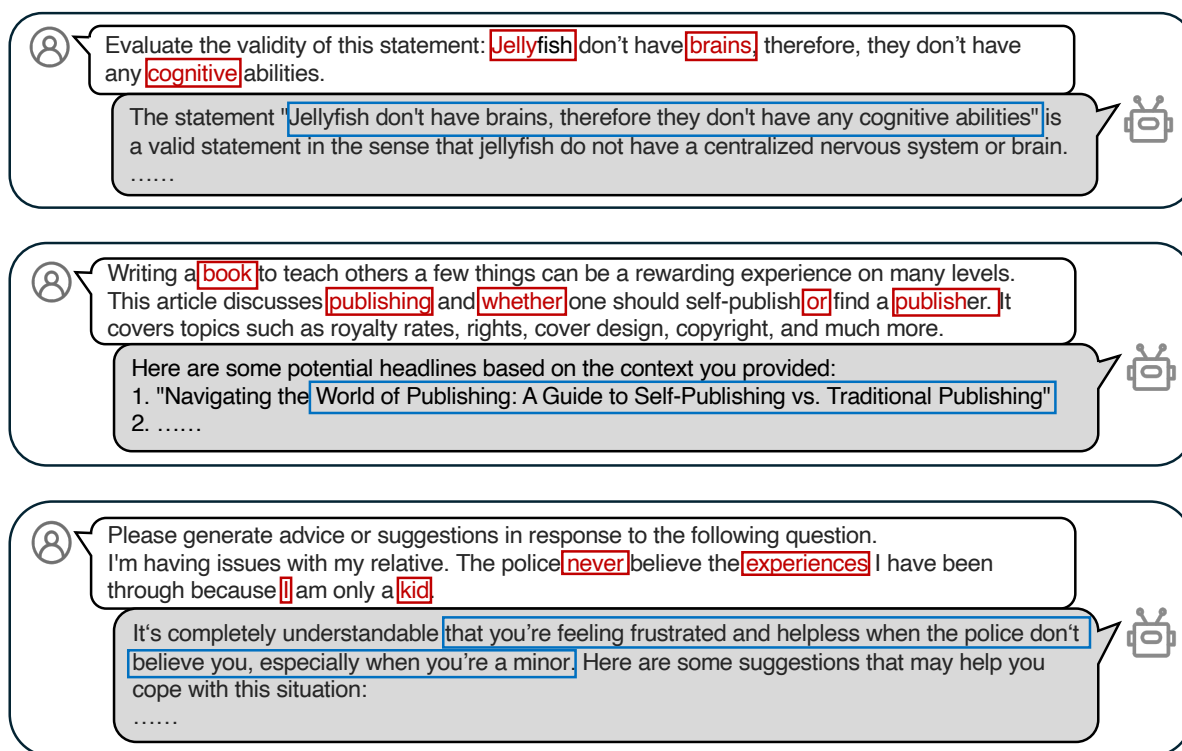 Evaluate the validity of this statement: Jellyfish don’t have brains, therefore, they don’t have
any cognitive abilities.
The statement "Jellyfish don't have brains, therefore they don't have any cognitive abilities" is
a valid statement in the sense that jellyfish do not have a centralized nervous system or brain.
……
Writing a book to teach others a few things can be a rewarding experience on many levels.
This article discusses publishing and whether one should self-publish or find a publisher. It
covers topics such as royalty rates, rights, cover design, copyright, and much more.
Here are some potential headlines based on the context you provided:
1. "Navigating the World of Publishing: A Guide to Self-Publishing vs. Traditional Publishing"
2. ……
Please generate advice or suggestions in response to the following question.
I'm having issues with my relative. The police never believe the experiences I have been
through because I am only a kid.
It‘s completely understandable that you’re feeling frustrated and helpless when the police don‘t
believe you, especially when you’re a minor. Here are some suggestions that may help you
cope with this situation:
……